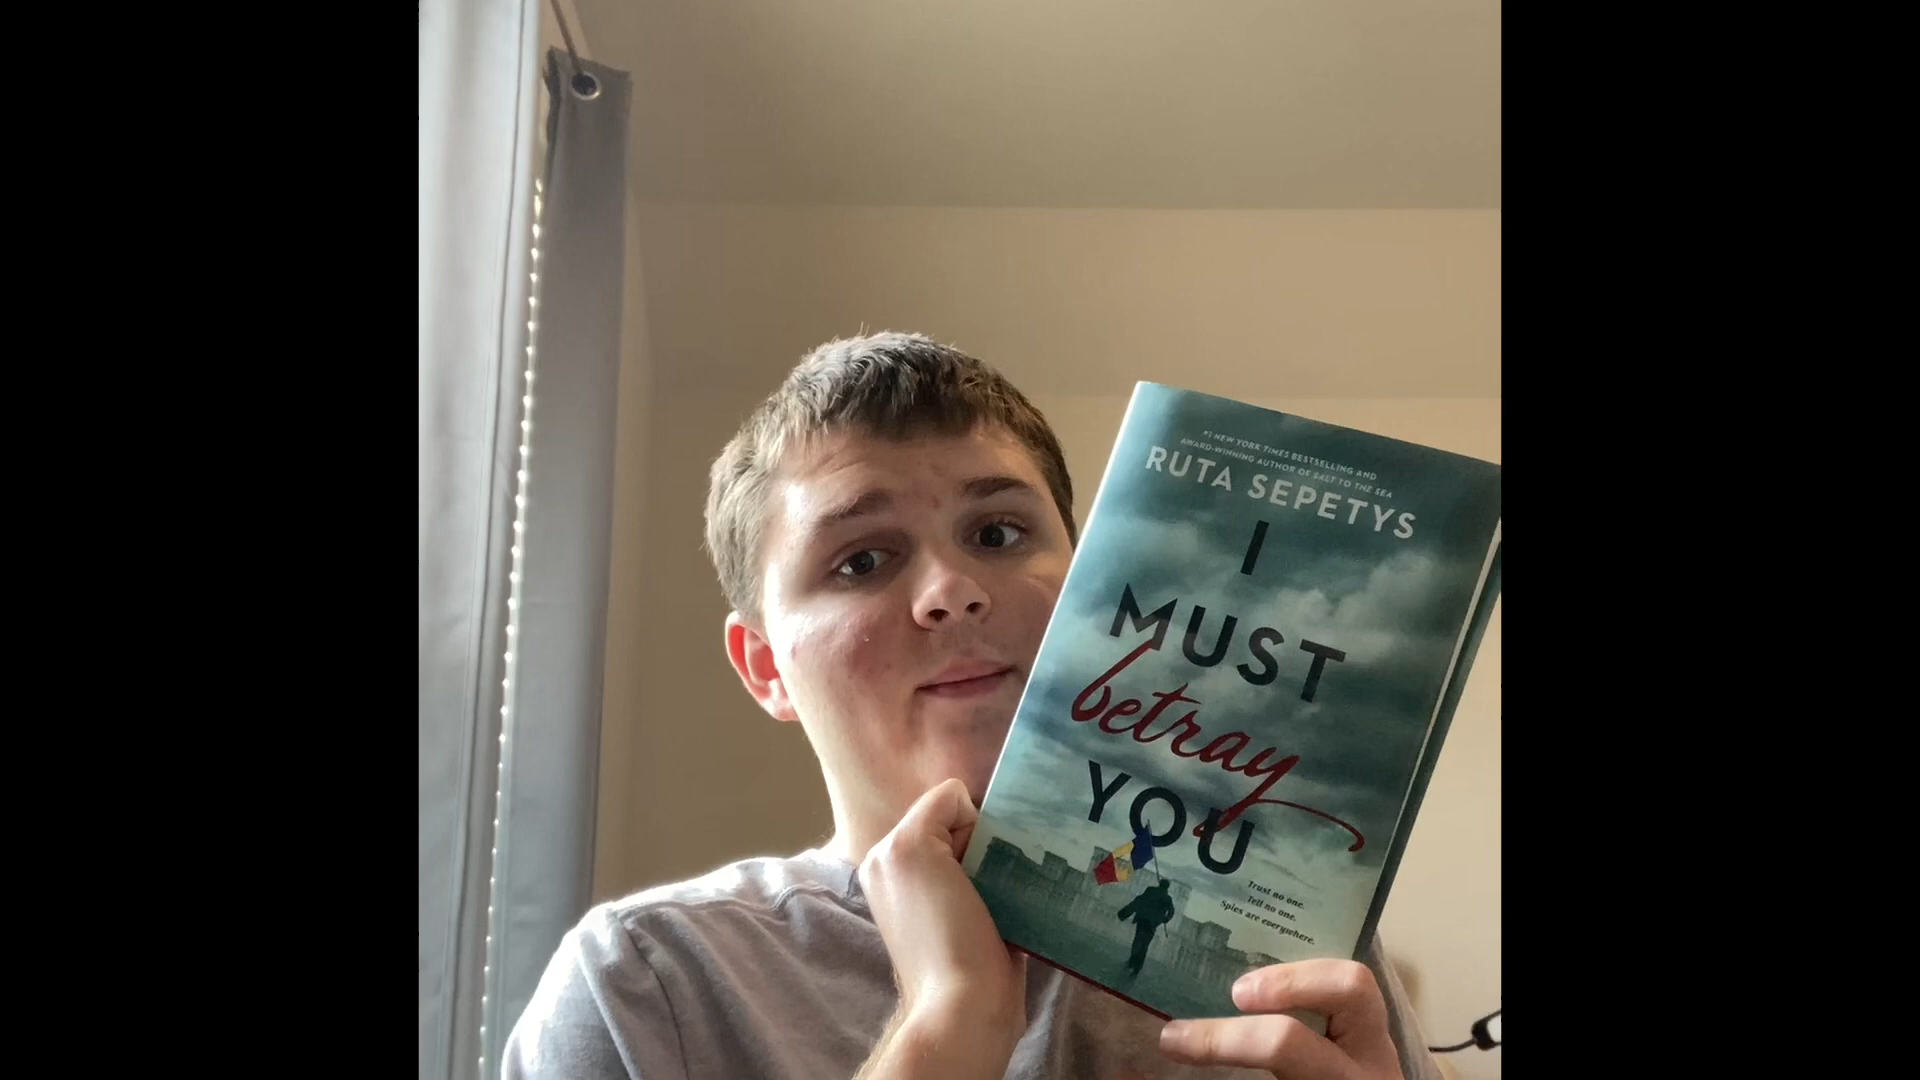 #1 NEW YORK TIMES BESTSELLING AND
AWARD-WINNING AUTHOR OF SALT TO THE SEA
RUTA SEPETYS
I
MUST
betray
YOU
Trust no one.
Tell no one.
Spies are everywhere.